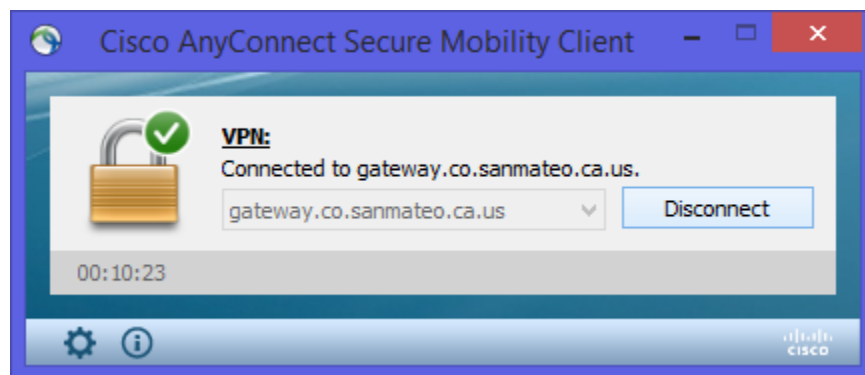 Cisco AnyConnect Secure Mobility Client
VPN:
Connected to gateway.co.sanmateo.ca.us.
gateway.co.sanmateo.ca.us
Disconnect
00:10:23
CISCO